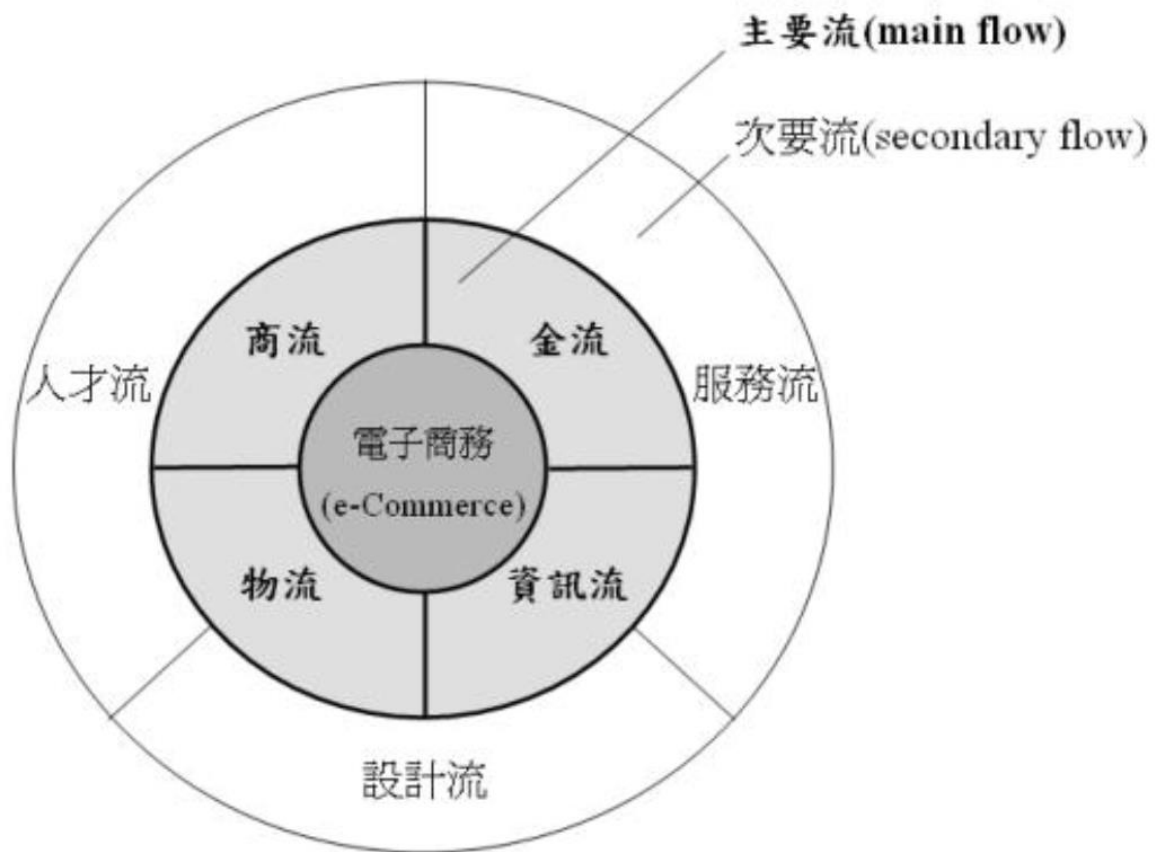 主要流(main flow)
次要流(secondary flow)
商流
金流
人才流
服務流
電子商務
(e-Commerce)
物流
資訊流
設計流